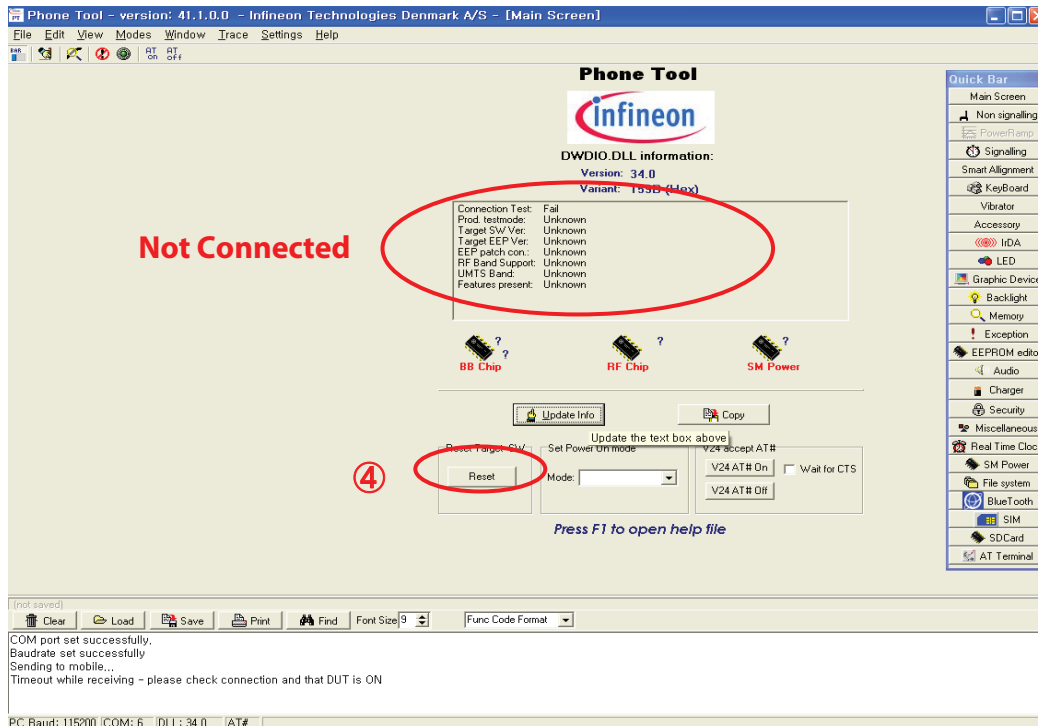 Phone Tool - version: 41.1.0.0 - Infineon Technologies Denmark A/S - [Main Screen]
File Edit View Modes Window Trace Settings Help
BAR AT on AT off
Phone Tool
infineon
DWDIO.DLL information:
Version: 34.0
Variant: (Hex)
Connection Test: Fail
Prod. testmode: Unknown
Target SW Ver: Unknown
Target EEP Ver: Unknown
EEP patch con.: Unknown
RF Band Support: Unknown
UMTS Band: Unknown
Features present: Unknown
Not Connected
? ? ? ?
BB Chip RF Chip SM Power
Update Info Copy
Update the text box above
Reset Target SW Set Power On mode V24 accept AT#
④
Reset Mode: V24 AT# On Wait for CTS
V24 AT# Off
Press F1 to open help file
Quick Bar
Main Screen
Non signalling
PowerRamp
Signalling
Smart Allignment
KeyBoard
Vibrator
Accessory
IrDA
LED
Graphic Device
Backlight
Memory
Exception
EEPROM edito
Audio
Charger
Security
Miscellaneous
Real Time Cloc
SM Power
File system
BlueTooth
SIM
SDCard
AT Terminal
(not saved)
Clear Load Save Print Find Font Size 9 Func Code Format
COM port set successfully,
Baudrate set successfully
Sending to mobile...
Timeout while receiving - please check connection and that DUT is ON
PC Baud: 115200 COM: 6 DLL: 34.0 AT#